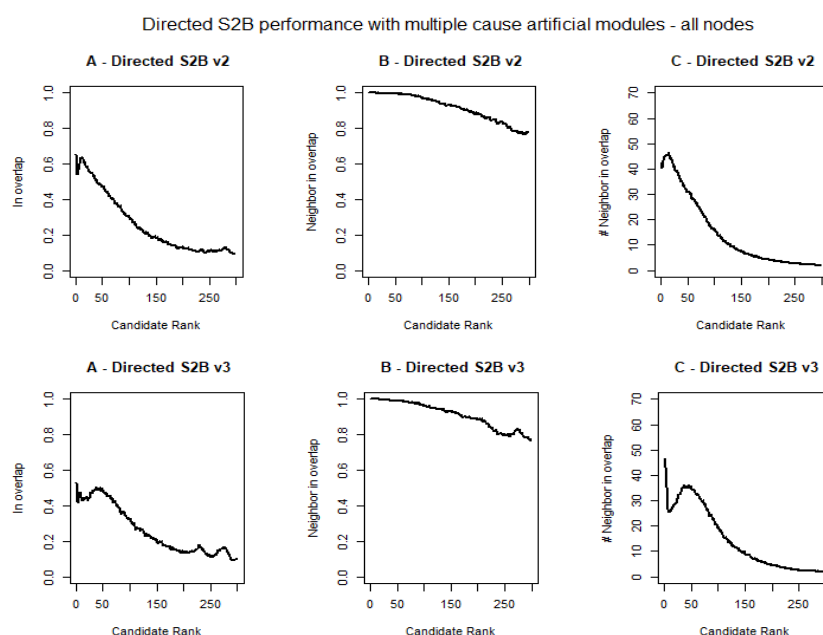 Directed S2B performance with multiple cause artificial modules - all nodes
A - Directed S2B v2
In overlap
0.0 0.2 0.4 0.6 0.8 1.0
0 50 150 250
Candidate Rank
B - Directed S2B v2
Neighbor in overlap
0.0 0.2 0.4 0.6 0.8 1.0
0 50 150 250
Candidate Rank
C - Directed S2B v2
# Neighbor in overlap
0 10 20 30 40 50 60 70
0 50 150 250
Candidate Rank
A - Directed S2B v3
In overlap
0.0 0.2 0.4 0.6 0.8 1.0
0 50 150 250
Candidate Rank
B - Directed S2B v3
Neighbor in overlap
0.0 0.2 0.4 0.6 0.8 1.0
0 50 150 250
Candidate Rank
C - Directed S2B v3
# Neighbor in overlap
0 10 20 30 40 50 60 70
0 50 150 250
Candidate Rank